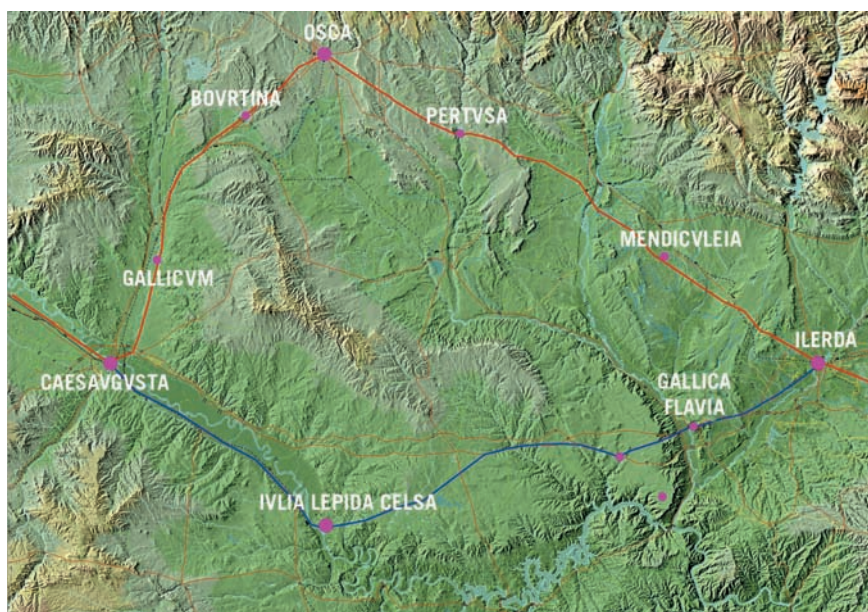 OSCA
BOVRTINA
PERTVSA
MENDICVLEIA
GALLICVM
ILERDA
CAESAVGVSTA
GALLICA
FLAVIA
IVLIA LEPIDA CELSA